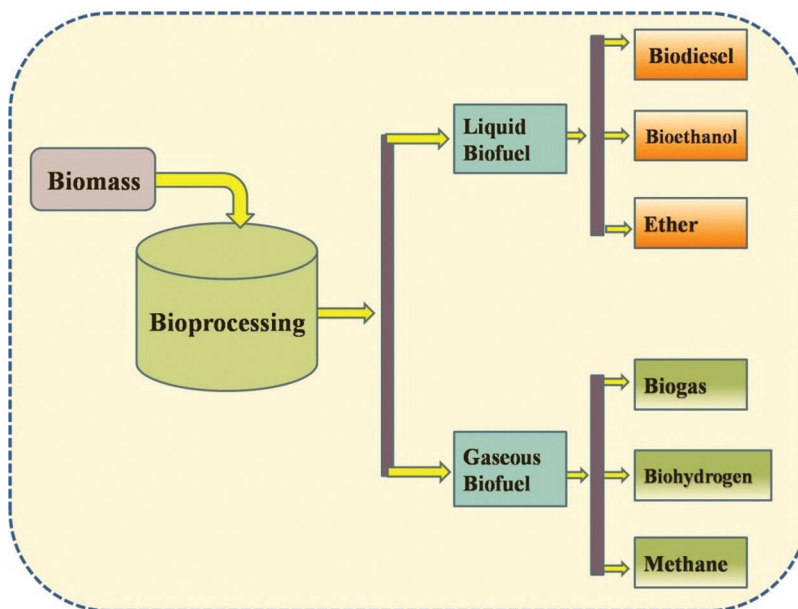 Biomass
Bioprocessing
Liquid
Biofuel
Biodiesel
Bioethanol
Ether
Gaseous
Biofuel
Biogas
Biohydrogen
Methane